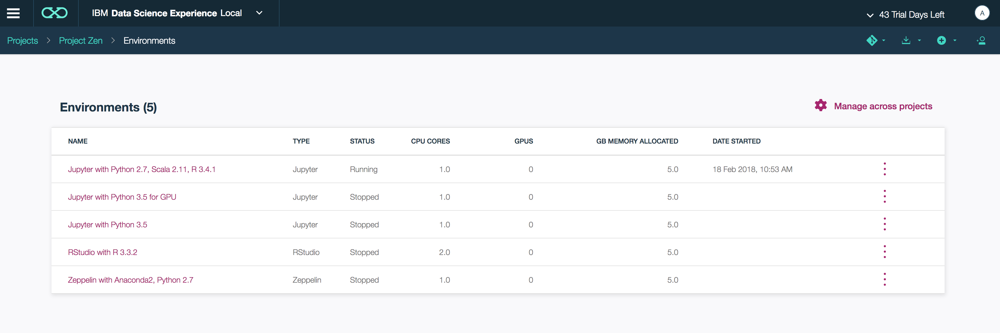 IBM Data Science Experience Local
43 Trial Days Left
A
Projects > Project Zen > Environments
Environments (5)
Manage across projects
NAME TYPE STATUS CPU CORES GPUS GB MEMORY ALLOCATED DATE STARTED
Jupyter with Python 2.7, Scala 2.11, R 3.4.1 Jupyter Running 1.0 0 5.0 18 Feb 2018, 10:53 AM
Jupyter with Python 3.5 for GPU Jupyter Stopped 1.0 0 5.0
Jupyter with Python 3.5 Jupyter Stopped 1.0 0 5.0
RStudio with R 3.3.2 RStudio Stopped 2.0 0 5.0
Zeppelin with Anaconda2, Python 2.7 Zeppelin Stopped 1.0 0 5.0